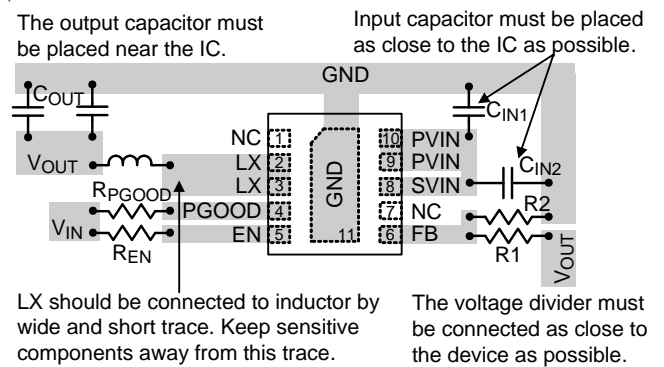 The output capacitor must
be placed near the IC.
Input capacitor must be placed
as close to the IC as possible.
GND
COUT
CIN1
NC 1
10 PVIN
VOUT
LX 2
9 PVIN
CIN2
LX 3
8 SVIN
GND
RPGOOD
PGOOD 4
7 NC
R2
VIN
EN 5
11
6 FB
REN
R1
VOUT
LX should be connected to inductor by
wide and short trace. Keep sensitive
components away from this trace.
The voltage divider must
be connected as close to
the device as possible.